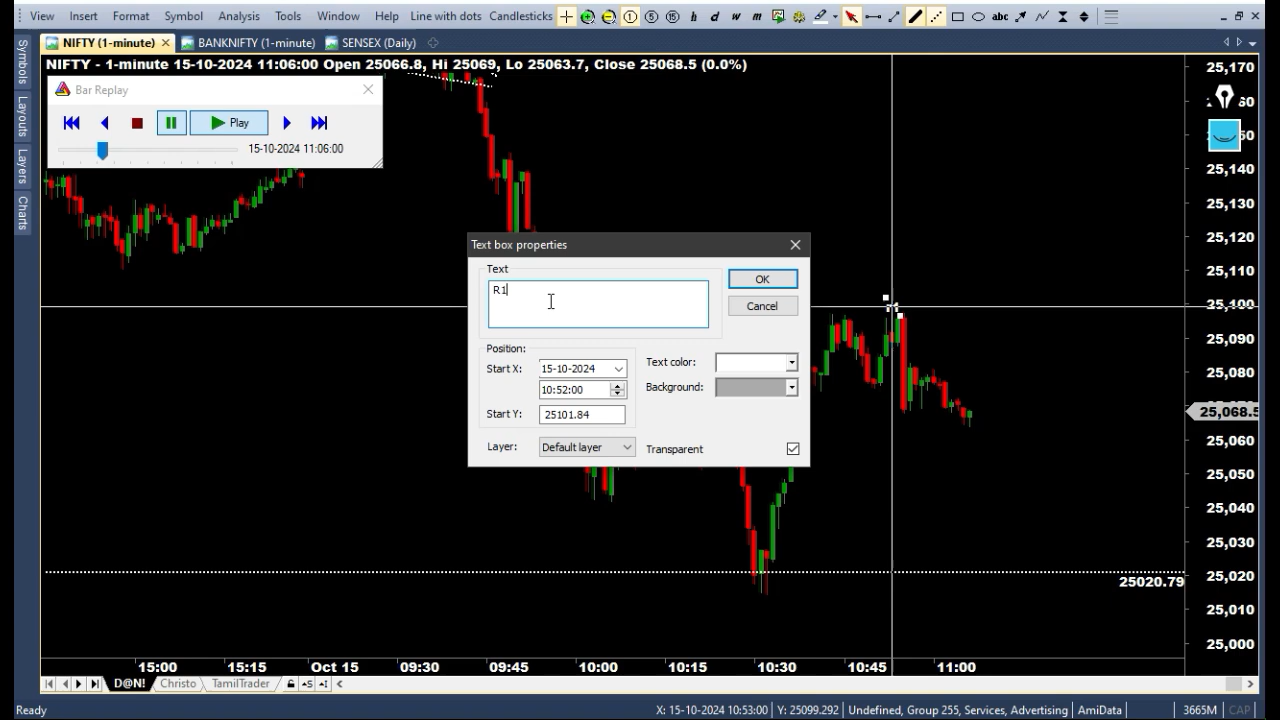 View Insert Format Symbol Analysis Tools Window Help Line with dots Candlesticks 1 5 15 h d w m abc
NIFTY (1-minute) BANKNIFTY (1-minute) SENSEX (Daily)
NIFTY - 1-minute 15-10-2024 11:06:00 Open 25066.8, Hi 25069, Lo 25063.7, Close 25068.5 (0.0%)
Symbols
Layouts
Layers
Charts
Bar Replay
Play
15-10-2024 11:06:00
Text box properties
Text
R1
OK
Cancel
Position:
Start X: 15-10-2024
10:52:00
Start Y: 25101.84
Layer: Default layer
Text color:
Background:
Transparent
25,170
25,140
25,130
25,120
25,110
25,100
25,090
25,080
25,068.5
25,060
25,050
25,040
25,030
25,020
25020.79
25,010
25,000
15:00 15:15 Oct 15 09:30 09:45 10:00 10:15 10:30 10:45 11:00
D@N! Christo TamilTrader
Ready X: 15-10-2024 10:53:00 Y: 25099.292 Undefined, Group 255, Services, Advertising AmiData 3665M CAP